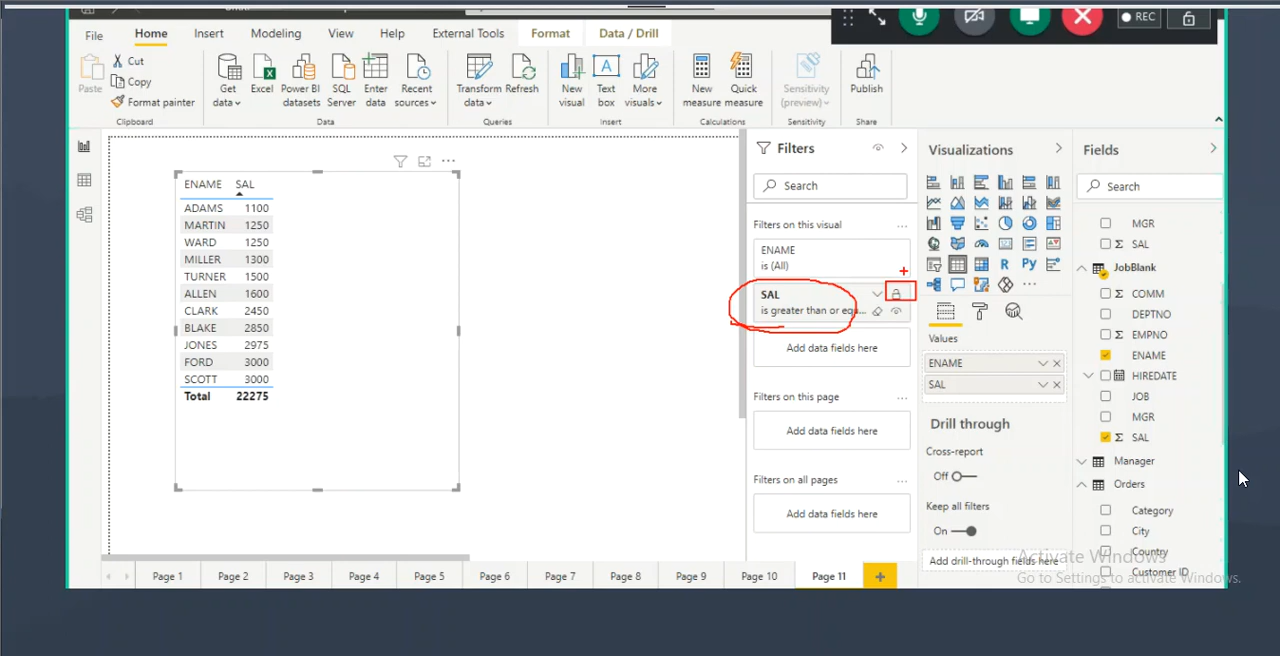 REC
File Home Insert Modeling View Help External Tools Format Data / Drill
Paste
Cut
Copy
Format painter
Clipboard
Get data
Excel
Power BI datasets
SQL Server
Enter data
Recent sources
Data
Transform data
Refresh
Queries
New visual
Text box
More visuals
Insert
New measure
Quick measure
Calculations
Sensitivity (preview)
Sensitivity
Publish
Share
ENAME SAL
ADAMS 1100
MARTIN 1250
WARD 1250
MILLER 1300
TURNER 1500
ALLEN 1600
CLARK 2450
BLAKE 2850
JONES 2975
FORD 3000
SCOTT 3000
Total 22275
Filters
Search
Filters on this visual ...
ENAME
is (All)
SAL
is greater than or equ...
Add data fields here
Filters on this page ...
Add data fields here
Filters on all pages ...
Add data fields here
Visualizations
R Py
...
Values
ENAME
SAL
Drill through
Cross-report
Off
Keep all filters
On
Add drill-through fields here
Fields
Search
MGR
Σ SAL
JobBlank
Σ COMM
DEPTNO
Σ EMPNO
ENAME
HIREDATE
JOB
MGR
Σ SAL
Manager
Orders
Category
City
Country
Customer ID
Activate Windows
Go to Settings to activate Windows.
Page 1 Page 2 Page 3 Page 4 Page 5 Page 6 Page 7 Page 8 Page 9 Page 10 Page 11 +